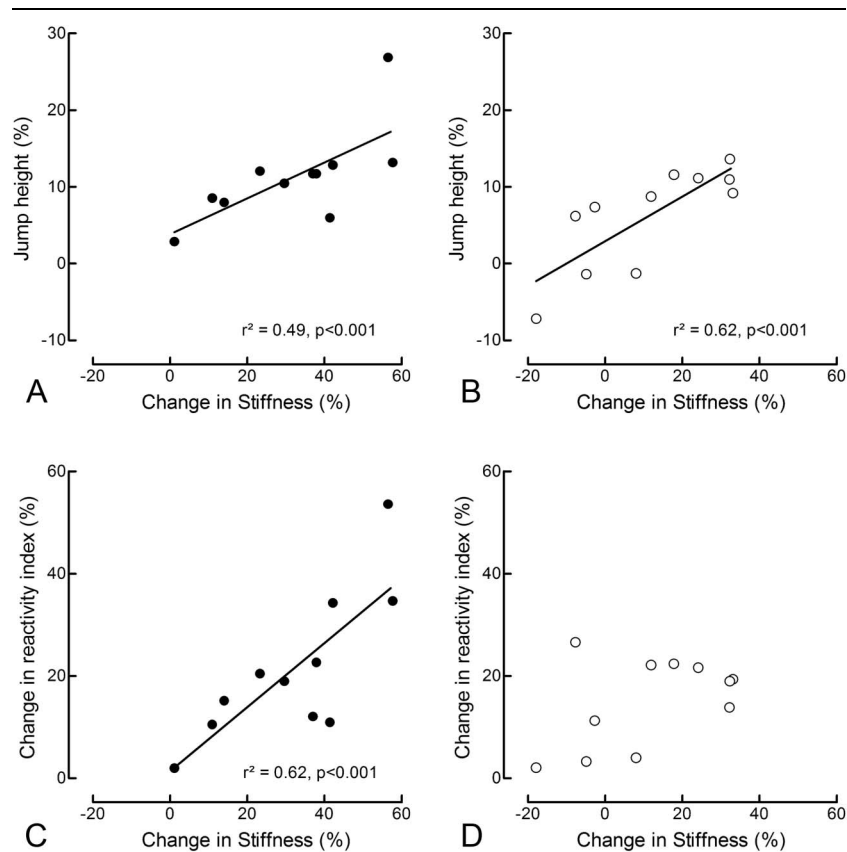 30
20
10
0
-10
Jump height (%)
r² = 0.49, p<0.001
-20 0 20 40 60
Change in Stiffness (%)
A
30
20
10
0
-10
Jump height (%)
r² = 0.62, p<0.001
-20 0 20 40 60
Change in Stiffness (%)
B
60
40
20
0
Change in reactivity index (%)
r² = 0.62, p<0.001
-20 0 20 40 60
Change in Stiffness (%)
C
60
40
20
0
Change in reactivity index (%)
-20 0 20 40 60
Change in Stiffness (%)
D